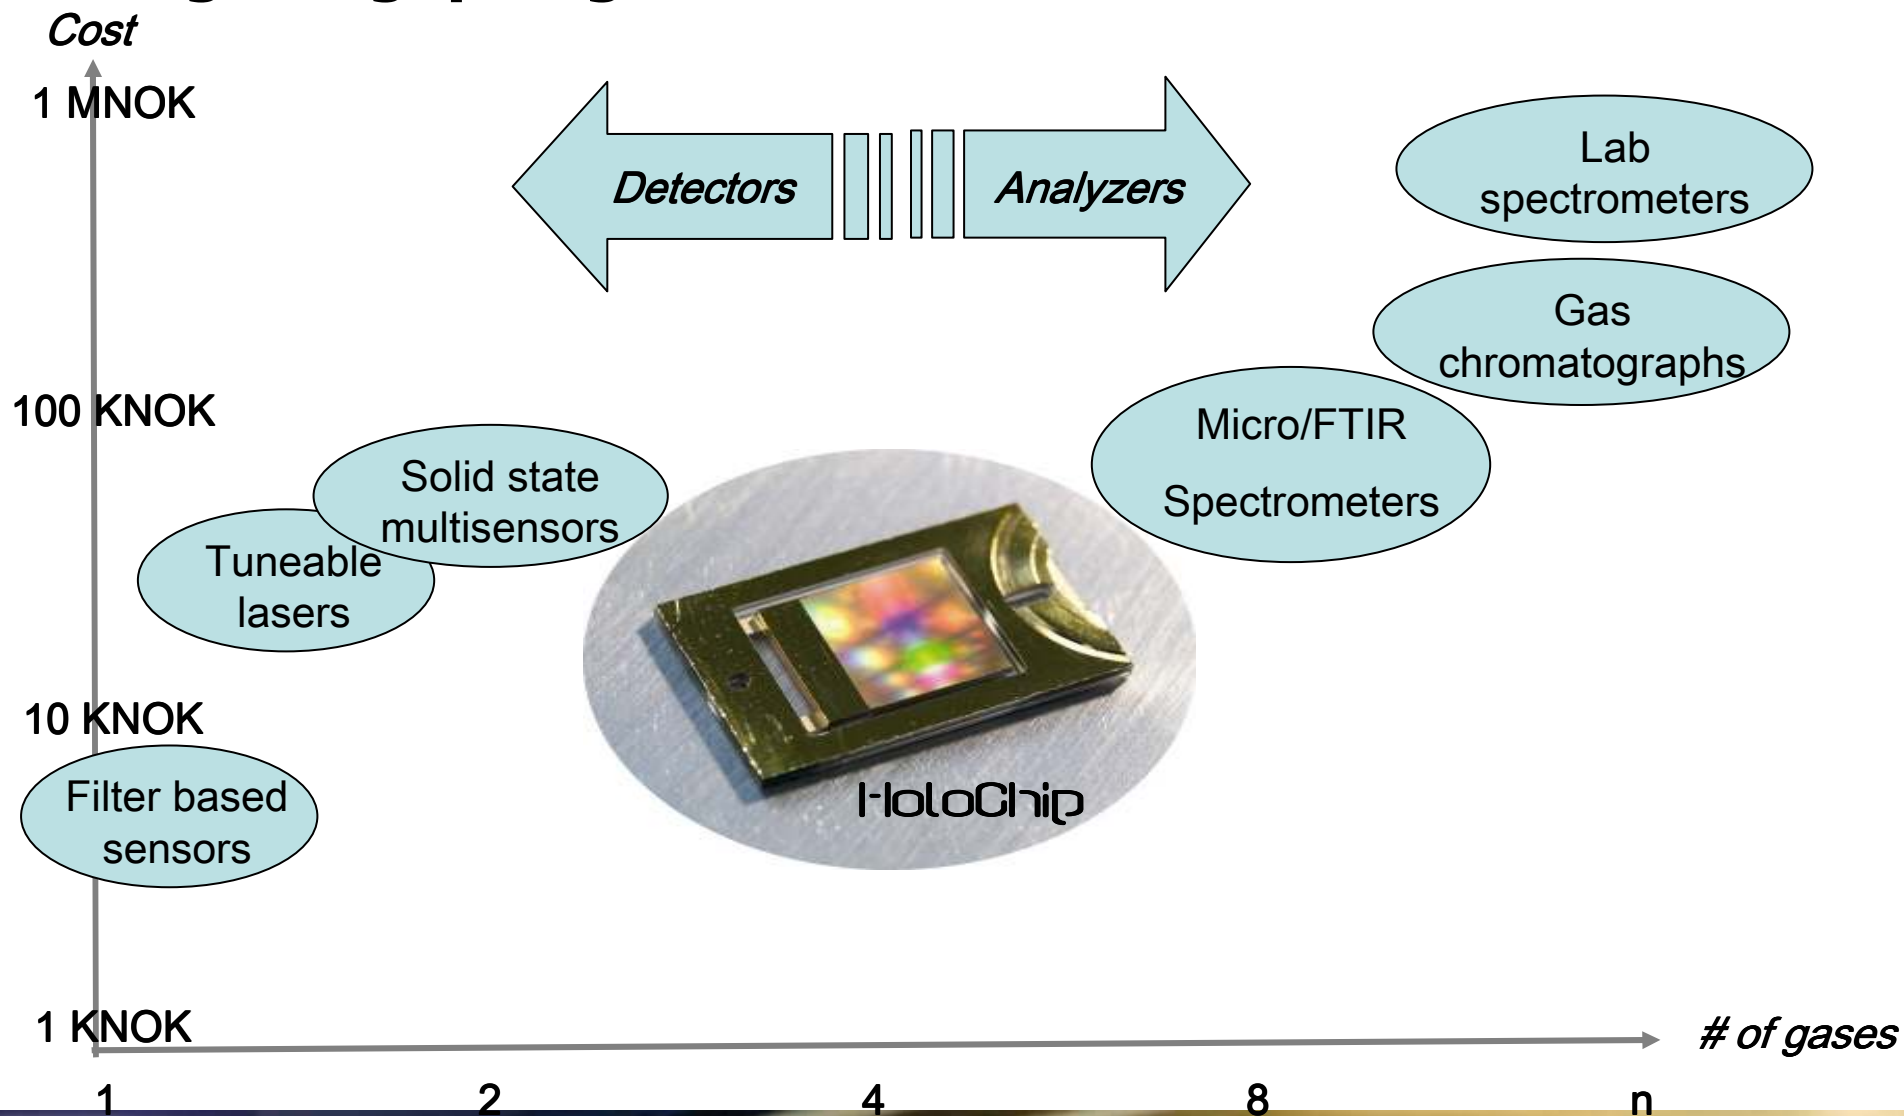 Cost
1 MNOK
Detectors
Analyzers
Lab
spectrometers
Gas
chromatographs
100 KNOK
Micro/FTIR
Spectrometers
Solid state
multisensors
Tuneable
lasers
10 KNOK
Filter based
sensors
HoloChip
1 KNOK
# of gases
1 2 4 8 n